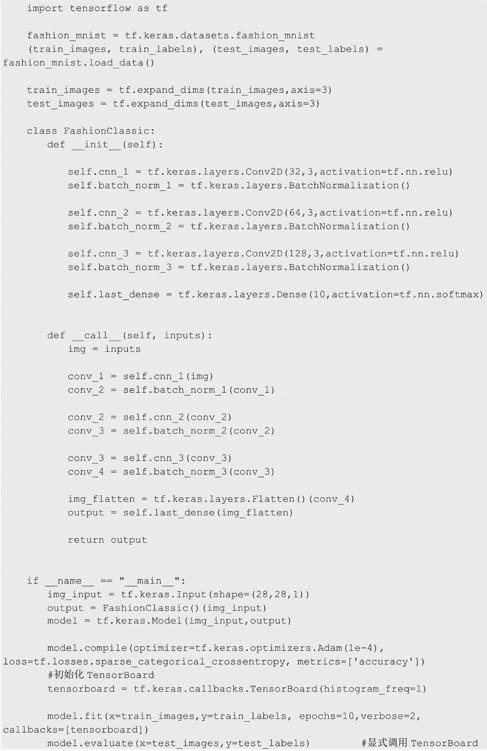 import tensorflow as tf
fashion_mnist = tf.keras.datasets.fashion_mnist
(train_images, train_labels), (test_images, test_labels) =
fashion_mnist.load_data()
train_images = tf.expand_dims(train_images,axis=3)
test_images = tf.expand_dims(test_images,axis=3)
class FashionClassic:
def __init__(self):
self.cnn_1 = tf.keras.layers.Conv2D(32,3,activation=tf.nn.relu)
self.batch_norm_1 = tf.keras.layers.BatchNormalization()
self.cnn_2 = tf.keras.layers.Conv2D(64,3,activation=tf.nn.relu)
self.batch_norm_2 = tf.keras.layers.BatchNormalization()
self.cnn_3 = tf.keras.layers.Conv2D(128,3,activation=tf.nn.relu)
self.batch_norm_3 = tf.keras.layers.BatchNormalization()
self.last_dense = tf.keras.layers.Dense(10,activation=tf.nn.softmax)
def __call__(self, inputs):
img = inputs
conv_1 = self.cnn_1(img)
conv_2 = self.batch_norm_1(conv_1)
conv_2 = self.cnn_2(conv_2)
conv_3 = self.batch_norm_2(conv_2)
conv_3 = self.cnn_3(conv_3)
conv_4 = self.batch_norm_3(conv_3)
img_flatten = tf.keras.layers.Flatten()(conv_4)
output = self.last_dense(img_flatten)
return output
if __name__ == "__main__":
img_input = tf.keras.Input(shape=(28,28,1))
output = FashionClassic()(img_input)
model = tf.keras.Model(img_input,output)
model.compile(optimizer=tf.keras.optimizers.Adam(1e-4),
loss=tf.losses.sparse_categorical_crossentropy, metrics=['accuracy'])
#初始化TensorBoard
tensorboard = tf.keras.callbacks.TensorBoard(histogram_freq=1)
model.fit(x=train_images,y=train_labels, epochs=10,verbose=2,
callbacks=[tensorboard])
model.evaluate(x=test_images,y=test_labels) #显式调用TensorBoard